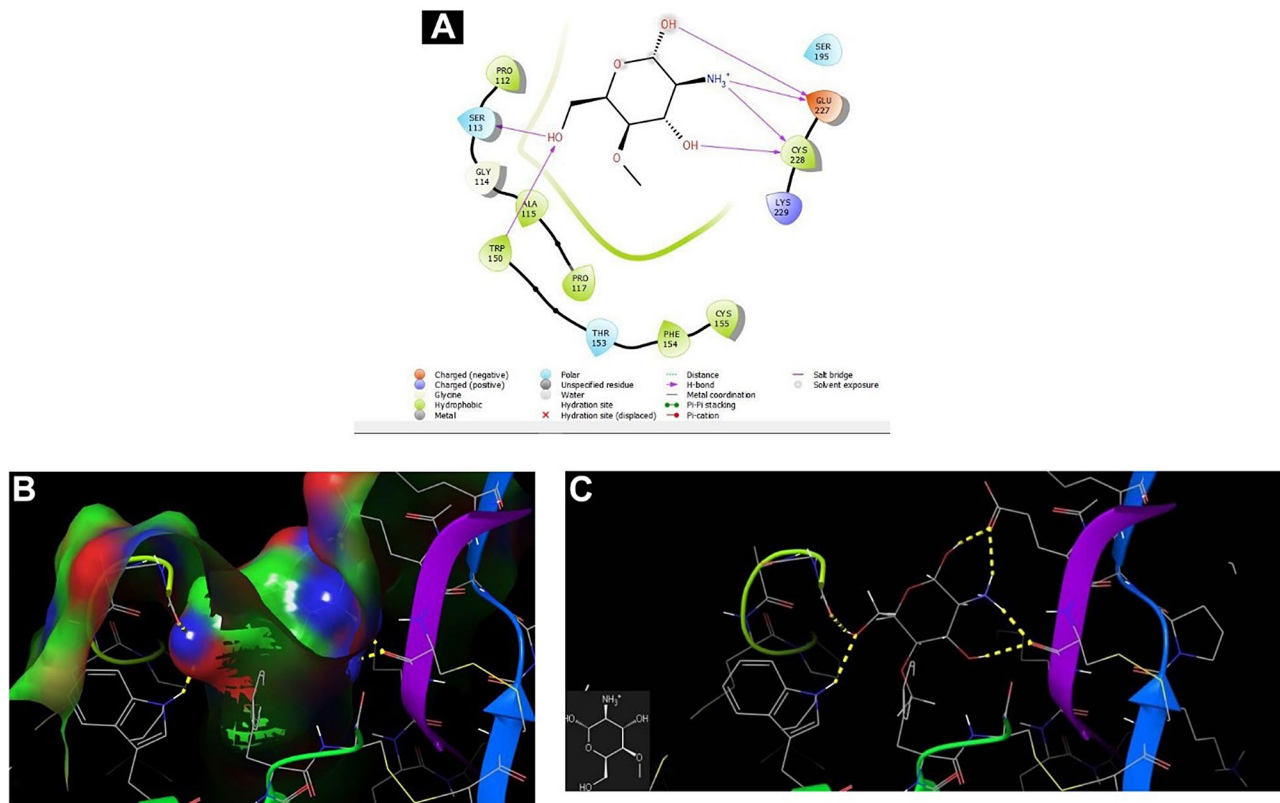 A
OH
SER
195
PRO
112
O
NH3+
GLU
227
SER
113
HO
OH
CYS
228
O
GLY
114
LYS
229
ALA
115
TRP
150
PRO
117
CYS
155
THR
153
PHE
154
Charged (negative)
Charged (positive)
Glycine
Hydrophobic
Metal
Polar
Unspecified residue
Water
Hydration site
Hydration site (displaced)
Distance
H-bond
Metal coordination
Pi-Pi stacking
Pi-cation
Salt bridge
Solvent exposure
B
C
NH3+
HO
OH
O
O
HO